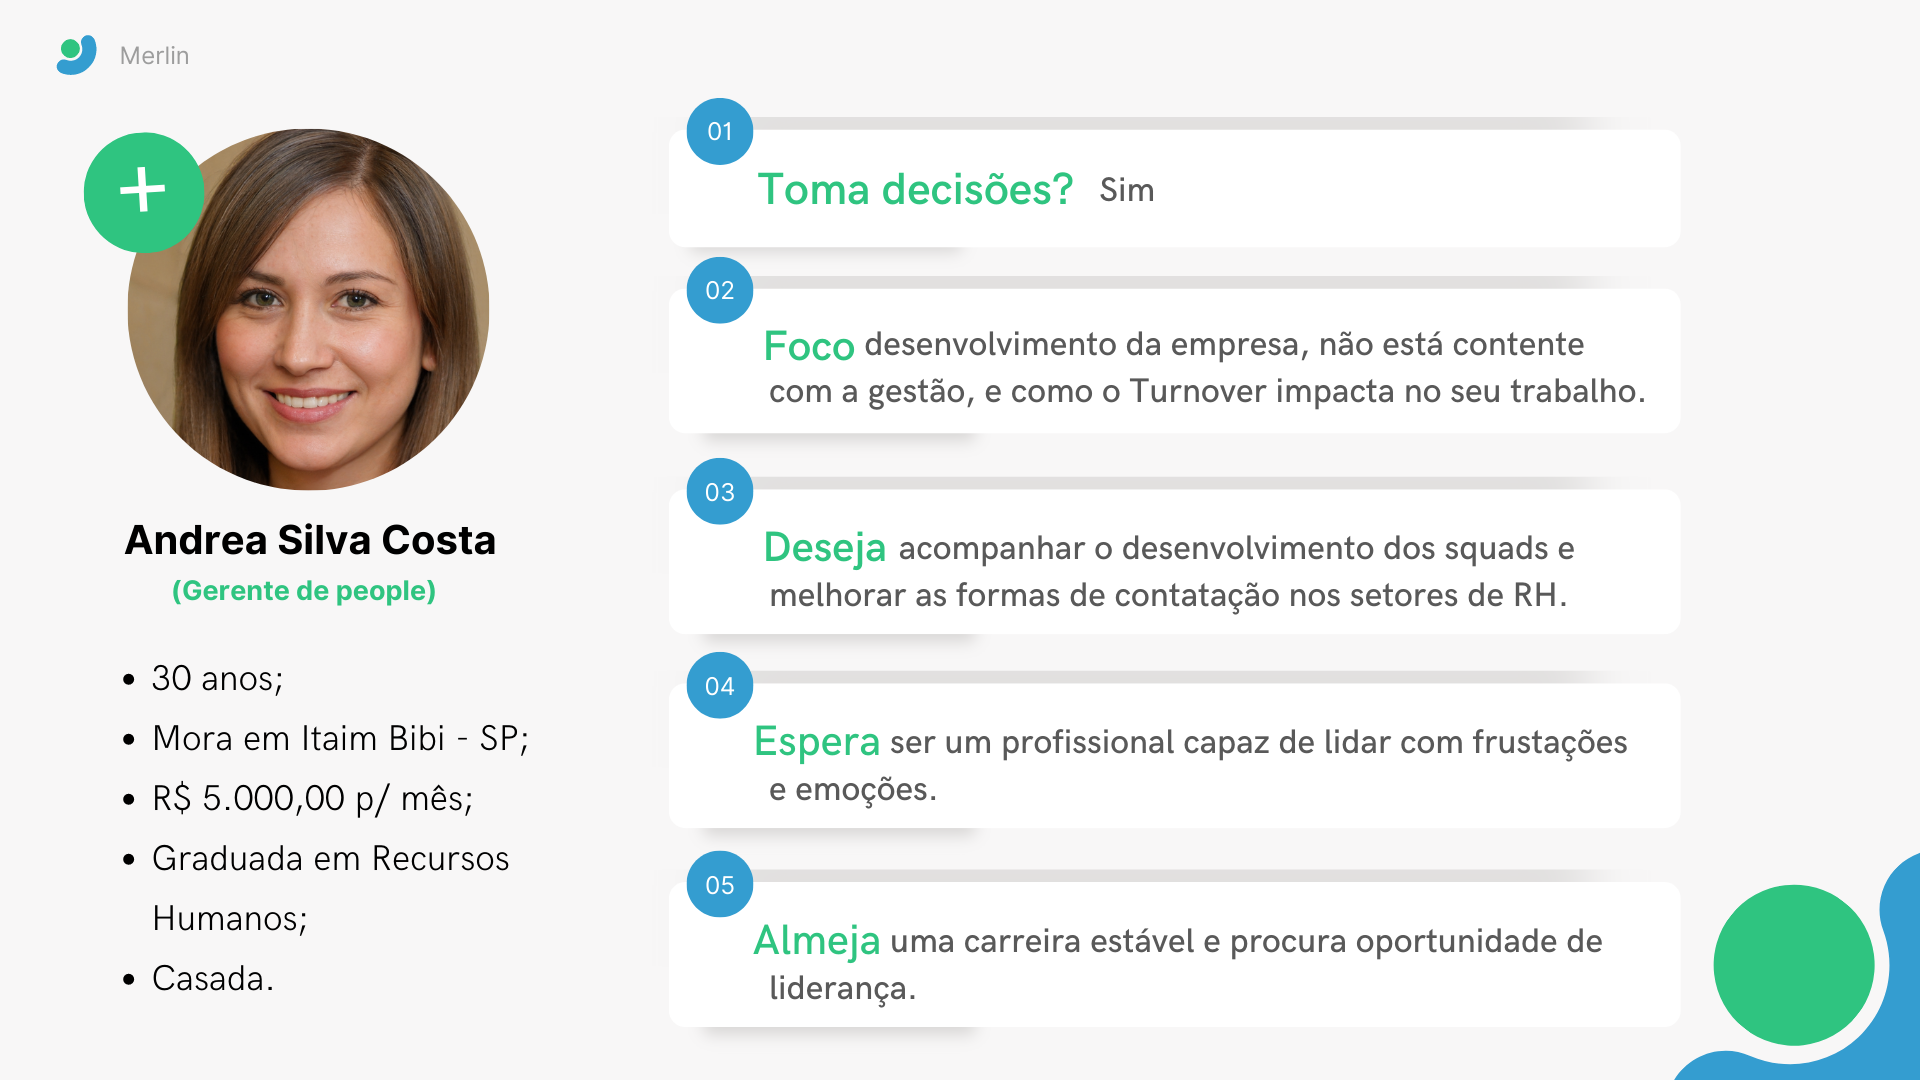 Merlin
Andrea Silva Costa
(Gerente de people)
• 30 anos;
• Mora em Itaim Bibi - SP;
• R$ 5.000,00 p/ mês;
• Graduada em Recursos
Humanos;
• Casada.
01
Toma decisões? Sim
02
Foco desenvolvimento da empresa, não está contente
com a gestão, e como o Turnover impacta no seu trabalho.
03
Deseja acompanhar o desenvolvimento dos squads e
melhorar as formas de contatação nos setores de RH.
04
Espera ser um profissional capaz de lidar com frustações
e emoções.
05
Almeja uma carreira estável e procura oportunidade de
liderança.